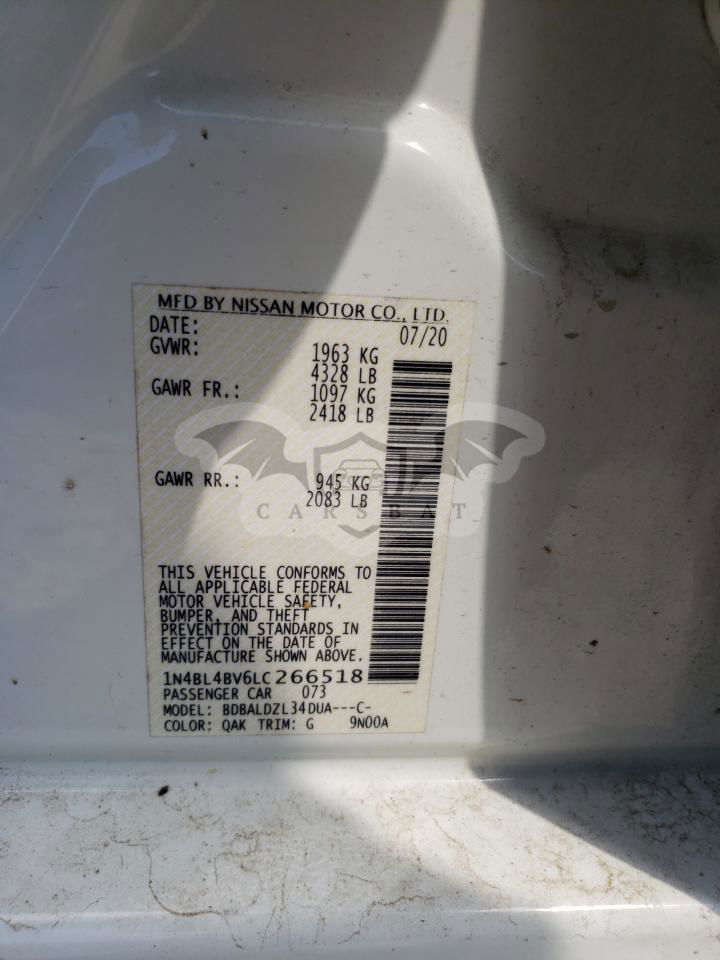 MFD BY NISSAN MOTOR CO., LTD.
DATE: 07/20
GVWR: 1963 KG
4328 LB
GAWR FR.: 1097 KG
2418 LB
GAWR RR.: 945 KG
2083 LB
CARSBAT
THIS VEHICLE CONFORMS TO
ALL APPLICABLE FEDERAL
MOTOR VEHICLE SAFETY,
BUMPER, AND THEFT
PREVENTION STANDARDS IN
EFFECT ON THE DATE OF
MANUFACTURE SHOWN ABOVE.
1N4BL4BV6LC266518
PASSENGER CAR 073
MODEL: BDBALDZL34DUA---C-
COLOR: QAK TRIM: G 9N00A